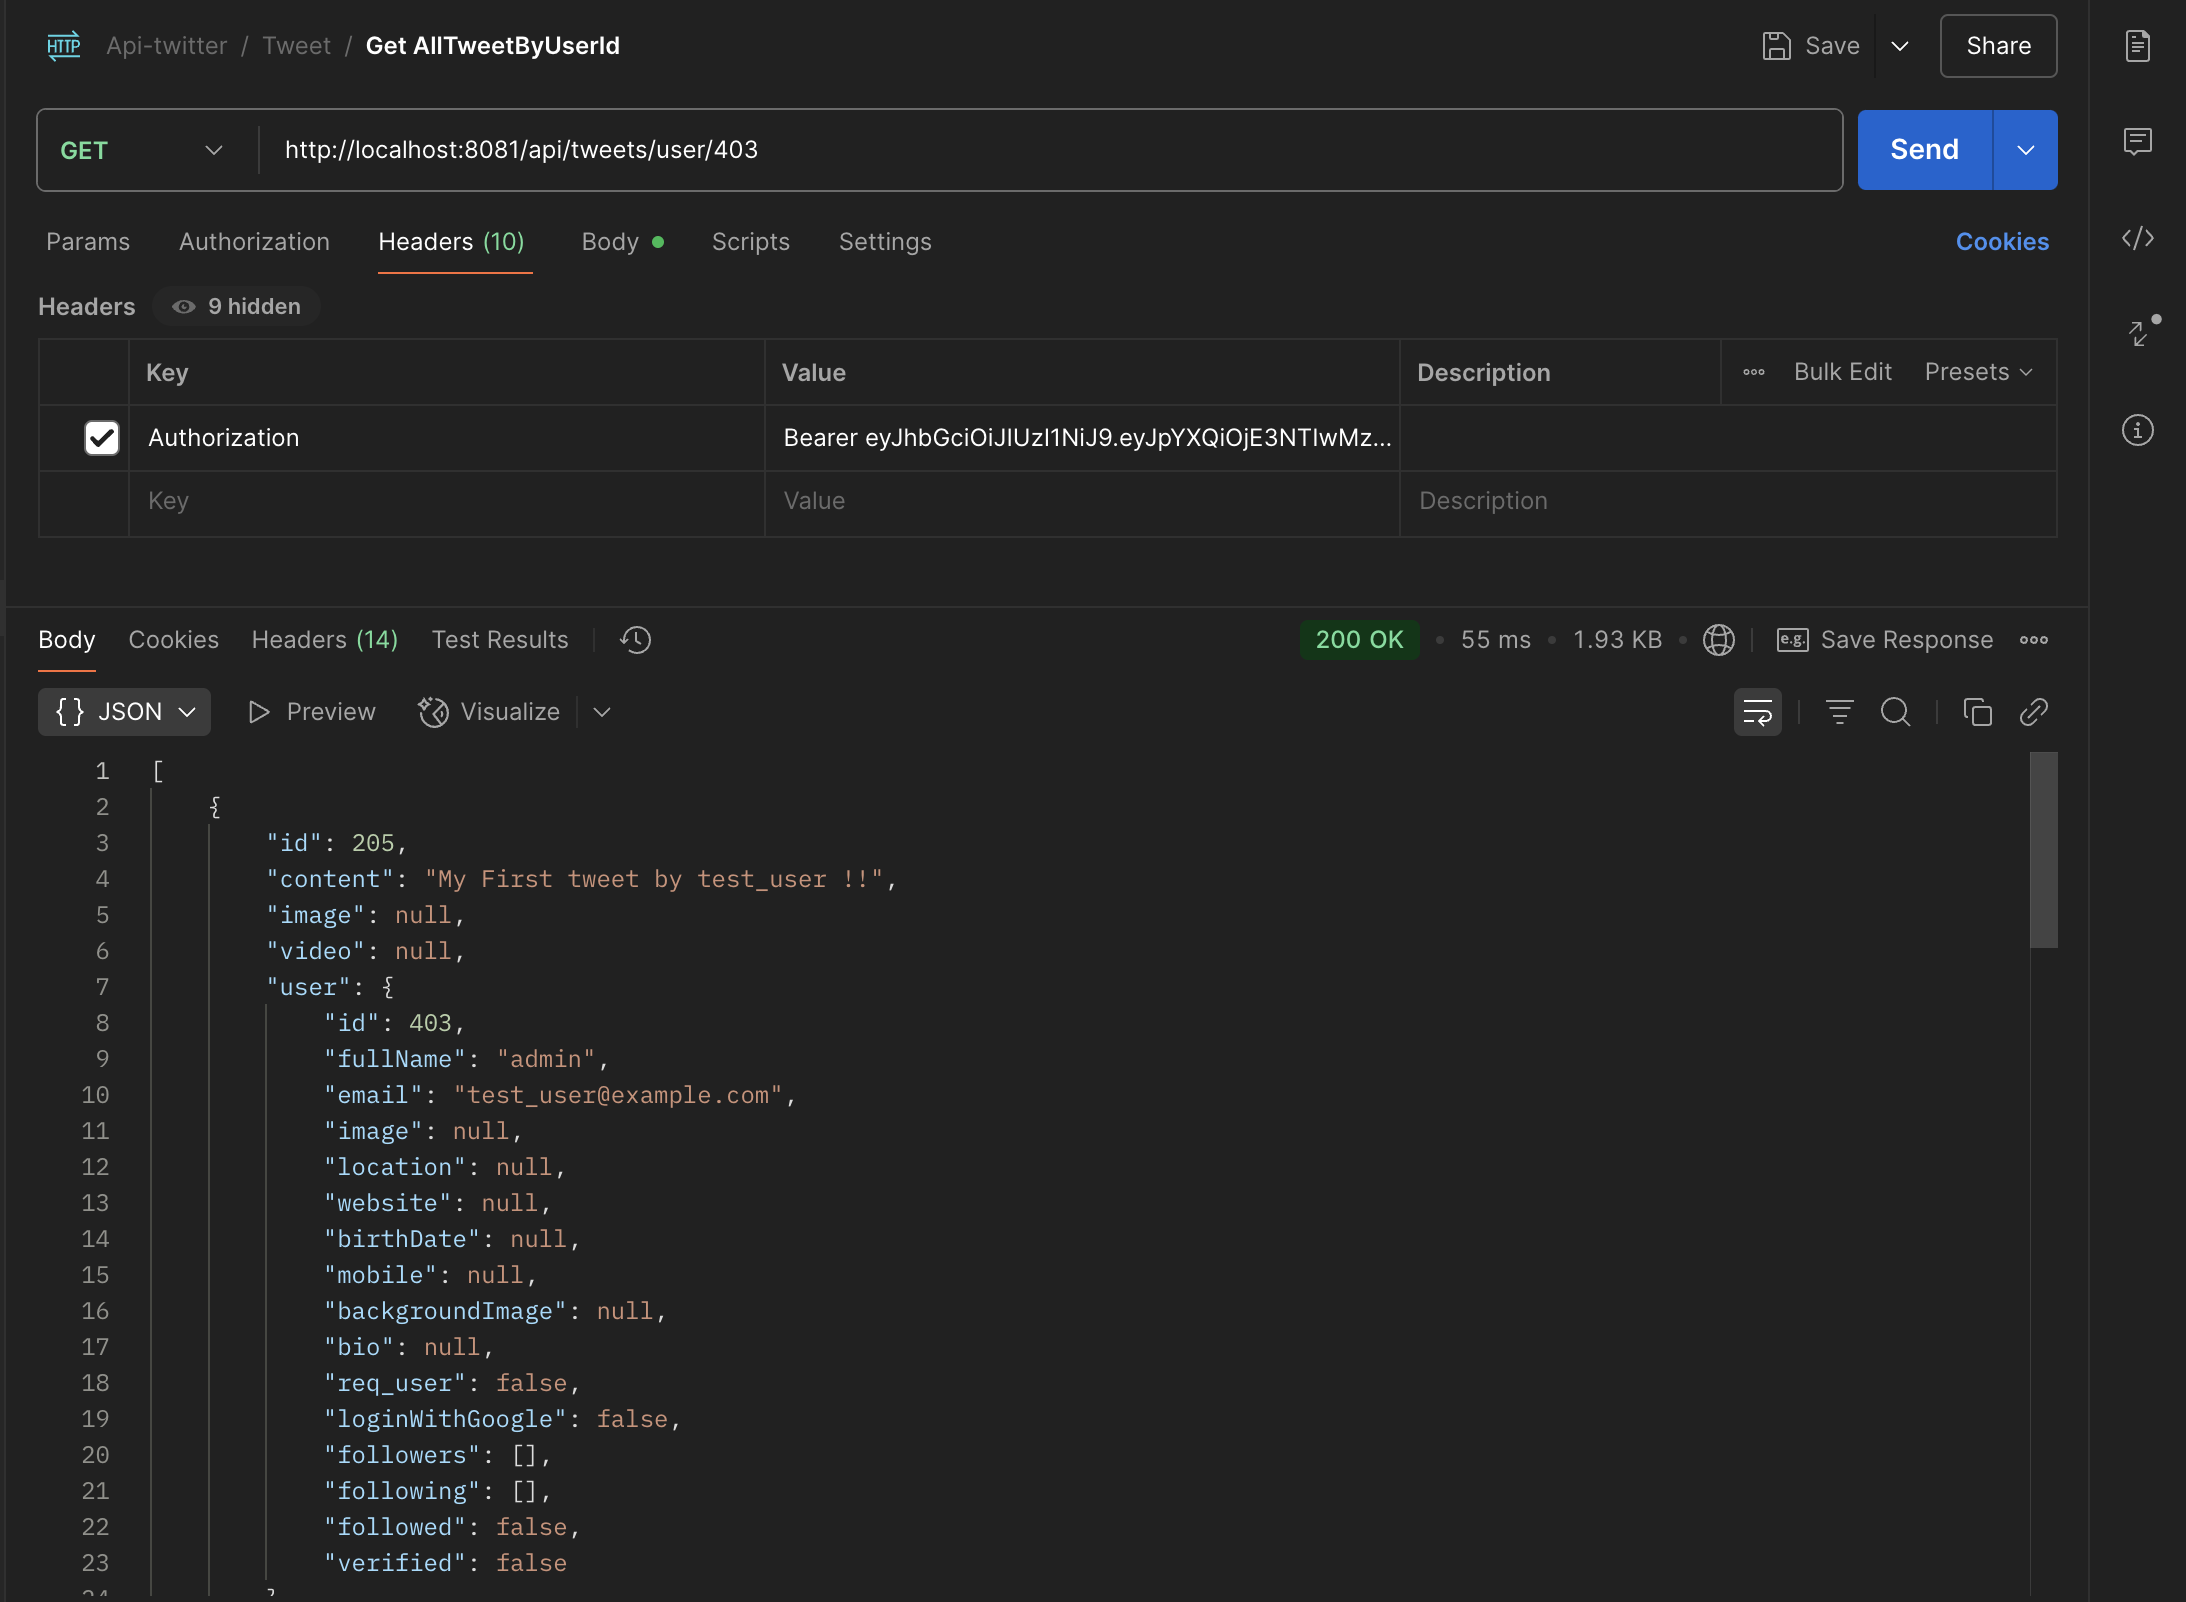 HTTP Api-twitter / Tweet / Get AllTweetByUserId Save Share
GET http://localhost:8081/api/tweets/user/403 Send
Params Authorization Headers (10) Body Scripts Settings Cookies
Headers 9 hidden
Key Value Description Bulk Edit Presets
Authorization Bearer eyJhbGciOiJIUzI1NiJ9.eyJpYXQiOjE3NTIwMz...
Key Value Description
Body Cookies Headers (14) Test Results 200 OK 55 ms 1.93 KB e.g. Save Response
{} JSON Preview Visualize
1 [
2 {
3 "id": 205,
4 "content": "My First tweet by test_user !!",
5 "image": null,
6 "video": null,
7 "user": {
8 "id": 403,
9 "fullName": "admin",
10 "email": "test_user@example.com",
11 "image": null,
12 "location": null,
13 "website": null,
14 "birthDate": null,
15 "mobile": null,
16 "backgroundImage": null,
17 "bio": null,
18 "req_user": false,
19 "loginWithGoogle": false,
20 "followers": [],
21 "following": [],
22 "followed": false,
23 "verified": false